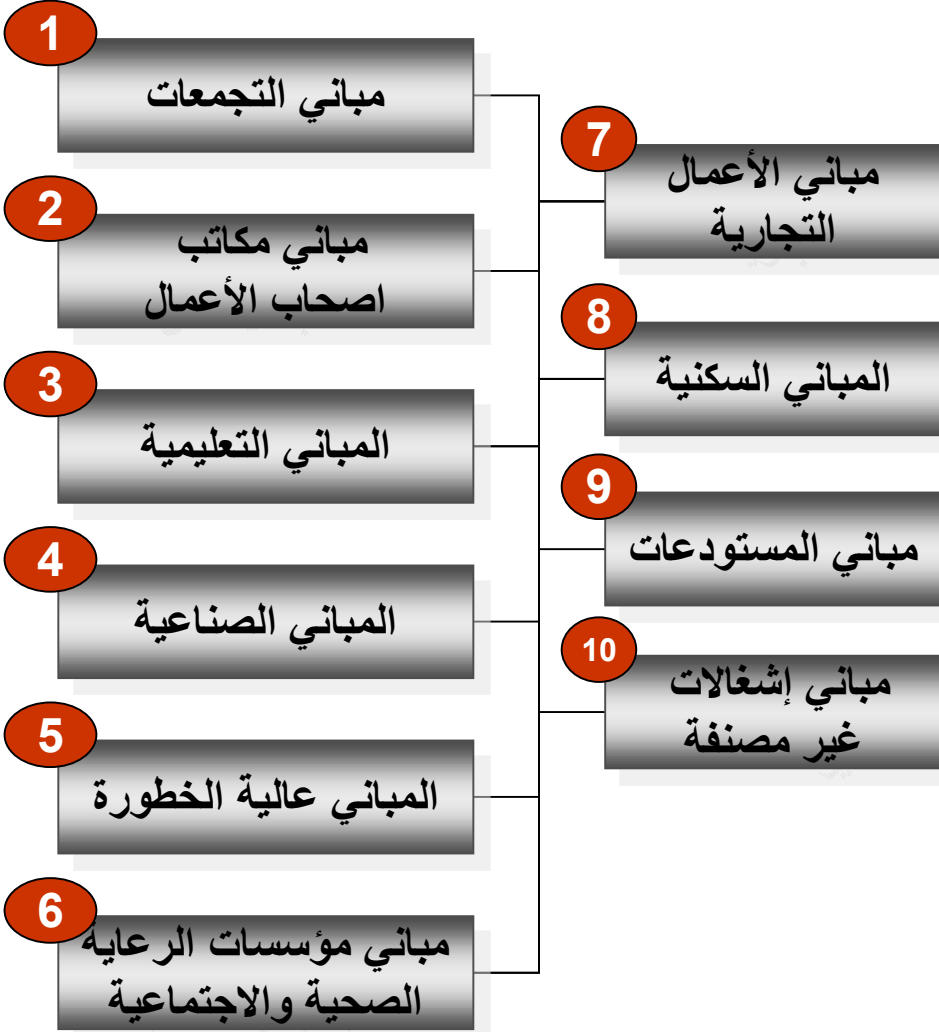 1
مباني التجمعات
2
مباني مكاتب
اصحاب الأعمال
3
المباني التعليمية
4
المباني الصناعية
5
المباني عالية الخطورة
6
مباني مؤسسات الرعاية
الصحية والاجتماعية
7
مباني الأعمال
التجارية
8
المباني السكنية
9
مباني المستودعات
10
مباني إشغالات
غير مصنفة